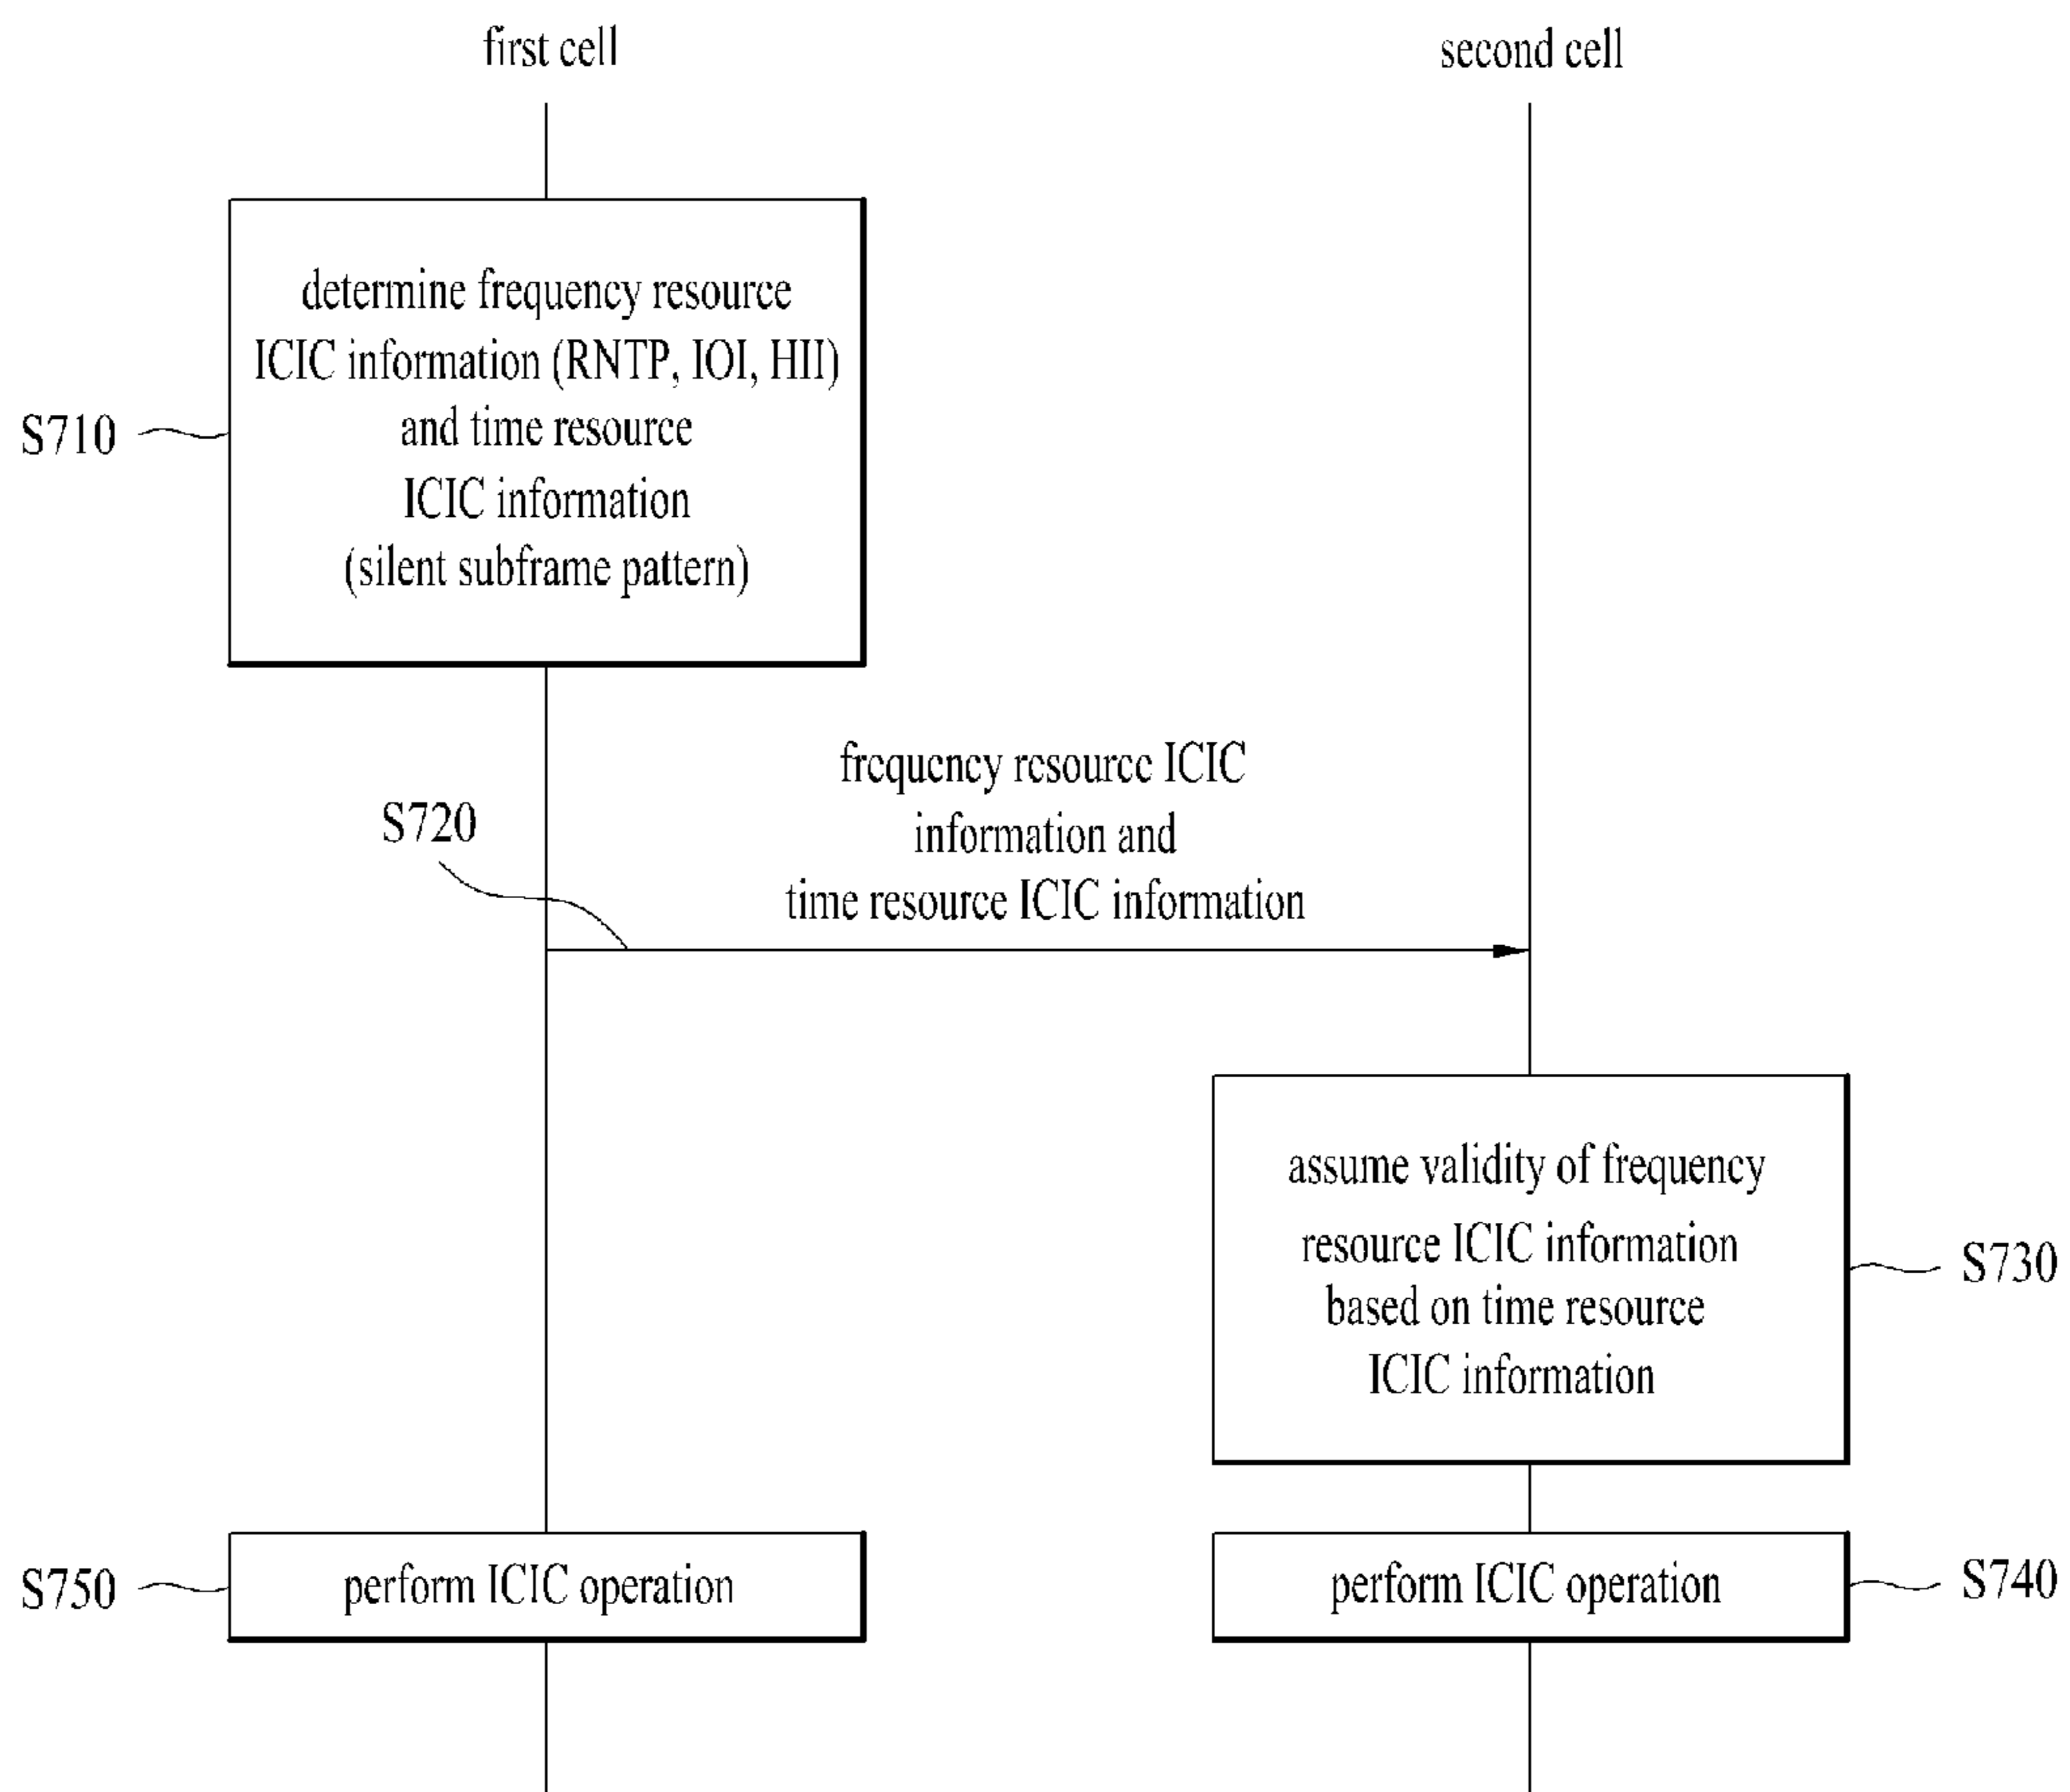 first cell
second cell
determine frequency resource
ICIC information (RNTP, IOI, HII)
and time resource
ICIC information
(silent subframe pattern)
S710
frequency resource ICIC
information and
time resource ICIC information
S720
assume validity of frequency
resource ICIC information
based on time resource
ICIC information
S730
S750
perform ICIC operation
perform ICIC operation
S740